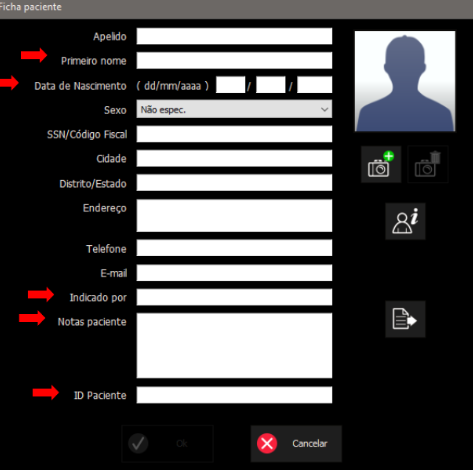 Ficha paciente
Apelido
Primeiro nome
Data de Nascimento ( dd/mm/aaaa ) / /
Sexo Não espec.
SSN/Código Fiscal
Cidade
Distrito/Estado
Endereço
Telefone
E-mail
Indicado por
Notas paciente
ID Paciente
Ok Cancelar